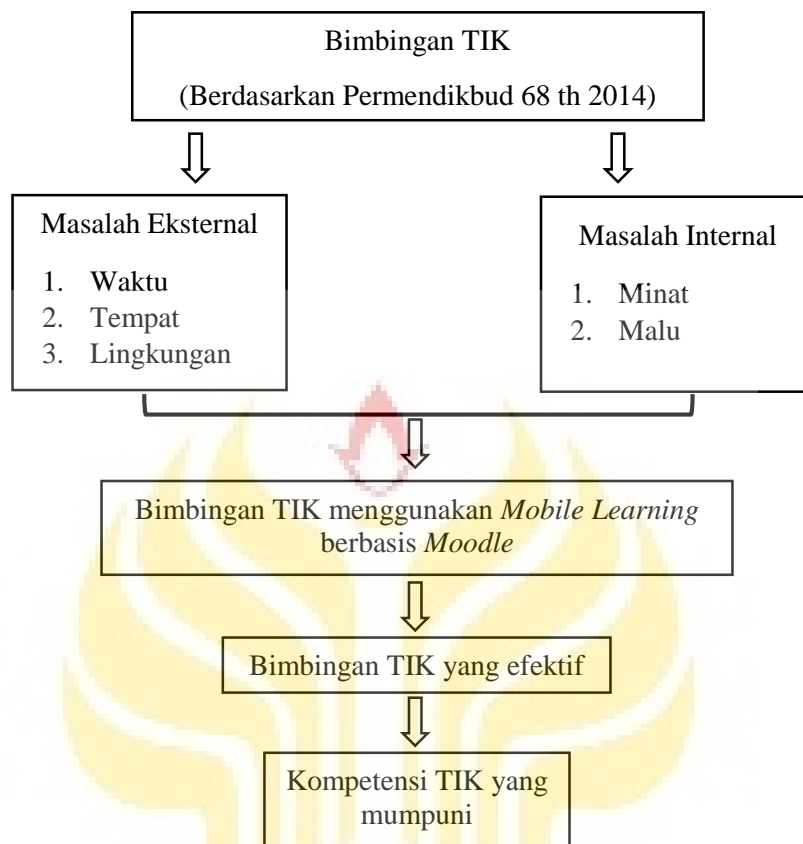 Bimbingan TIK
(Berdasarkan Permendikbud 68 th 2014)
Masalah Eksternal
1. Waktu
2. Tempat
3. Lingkungan
Masalah Internal
1. Minat
2. Malu
Bimbingan TIK menggunakan Mobile Learning
berbasis Moodle
Bimbingan TIK yang efektif
Kompetensi TIK yang
mumpuni